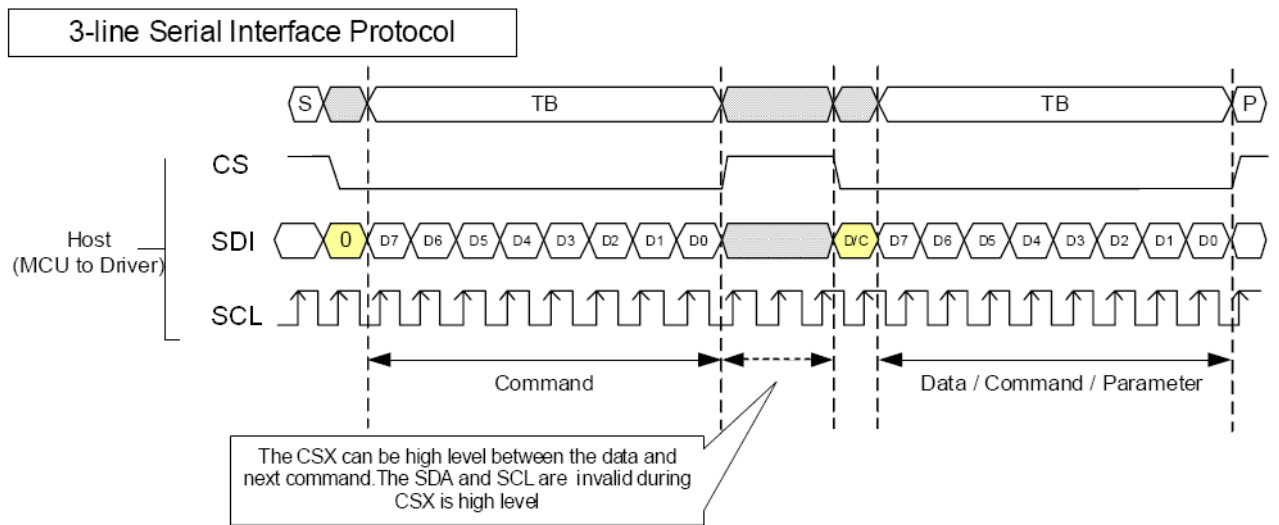 3-line Serial Interface Protocol
S TB TB P
CS
Host
(MCU to Driver)
SDI 0 D7 D6 D5 D4 D3 D2 D1 D0 D/C D7 D6 D5 D4 D3 D2 D1 D0
SCL
Command Data / Command / Parameter
The CSX can be high level between the data and
next command.The SDA and SCL are invalid during
CSX is high level